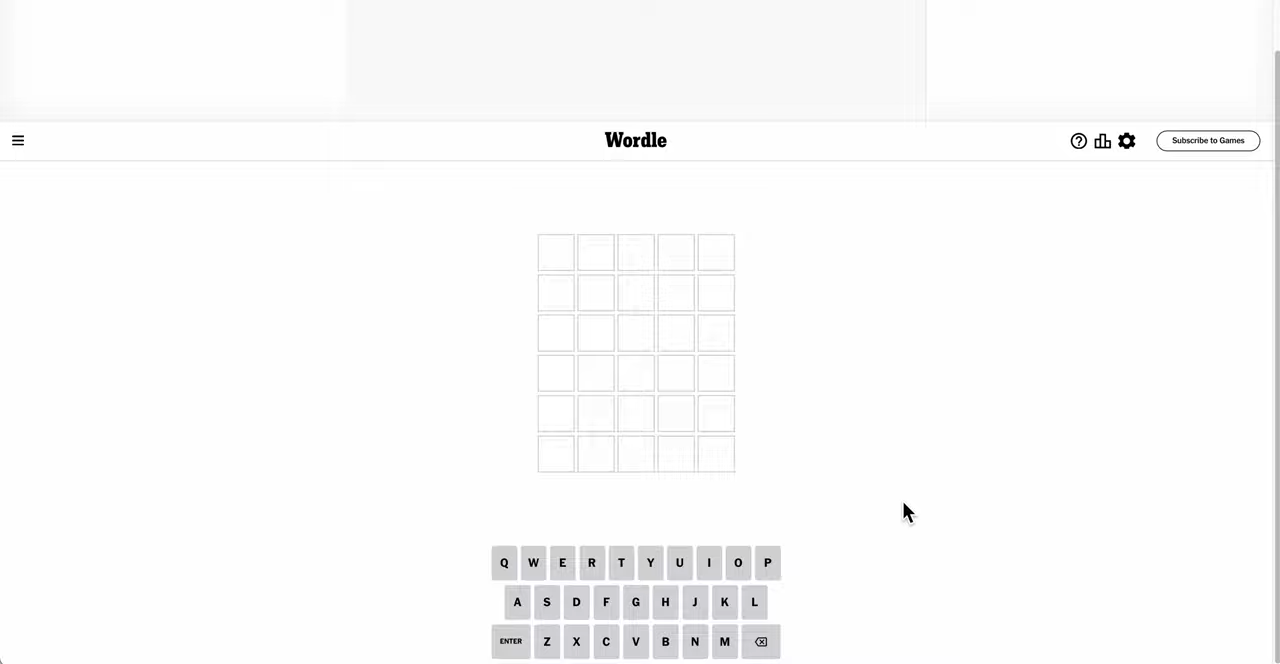 Wordle
Subscribe to Games
Q W E R T Y U I O P
A S D F G H J K L
ENTER Z X C V B N M